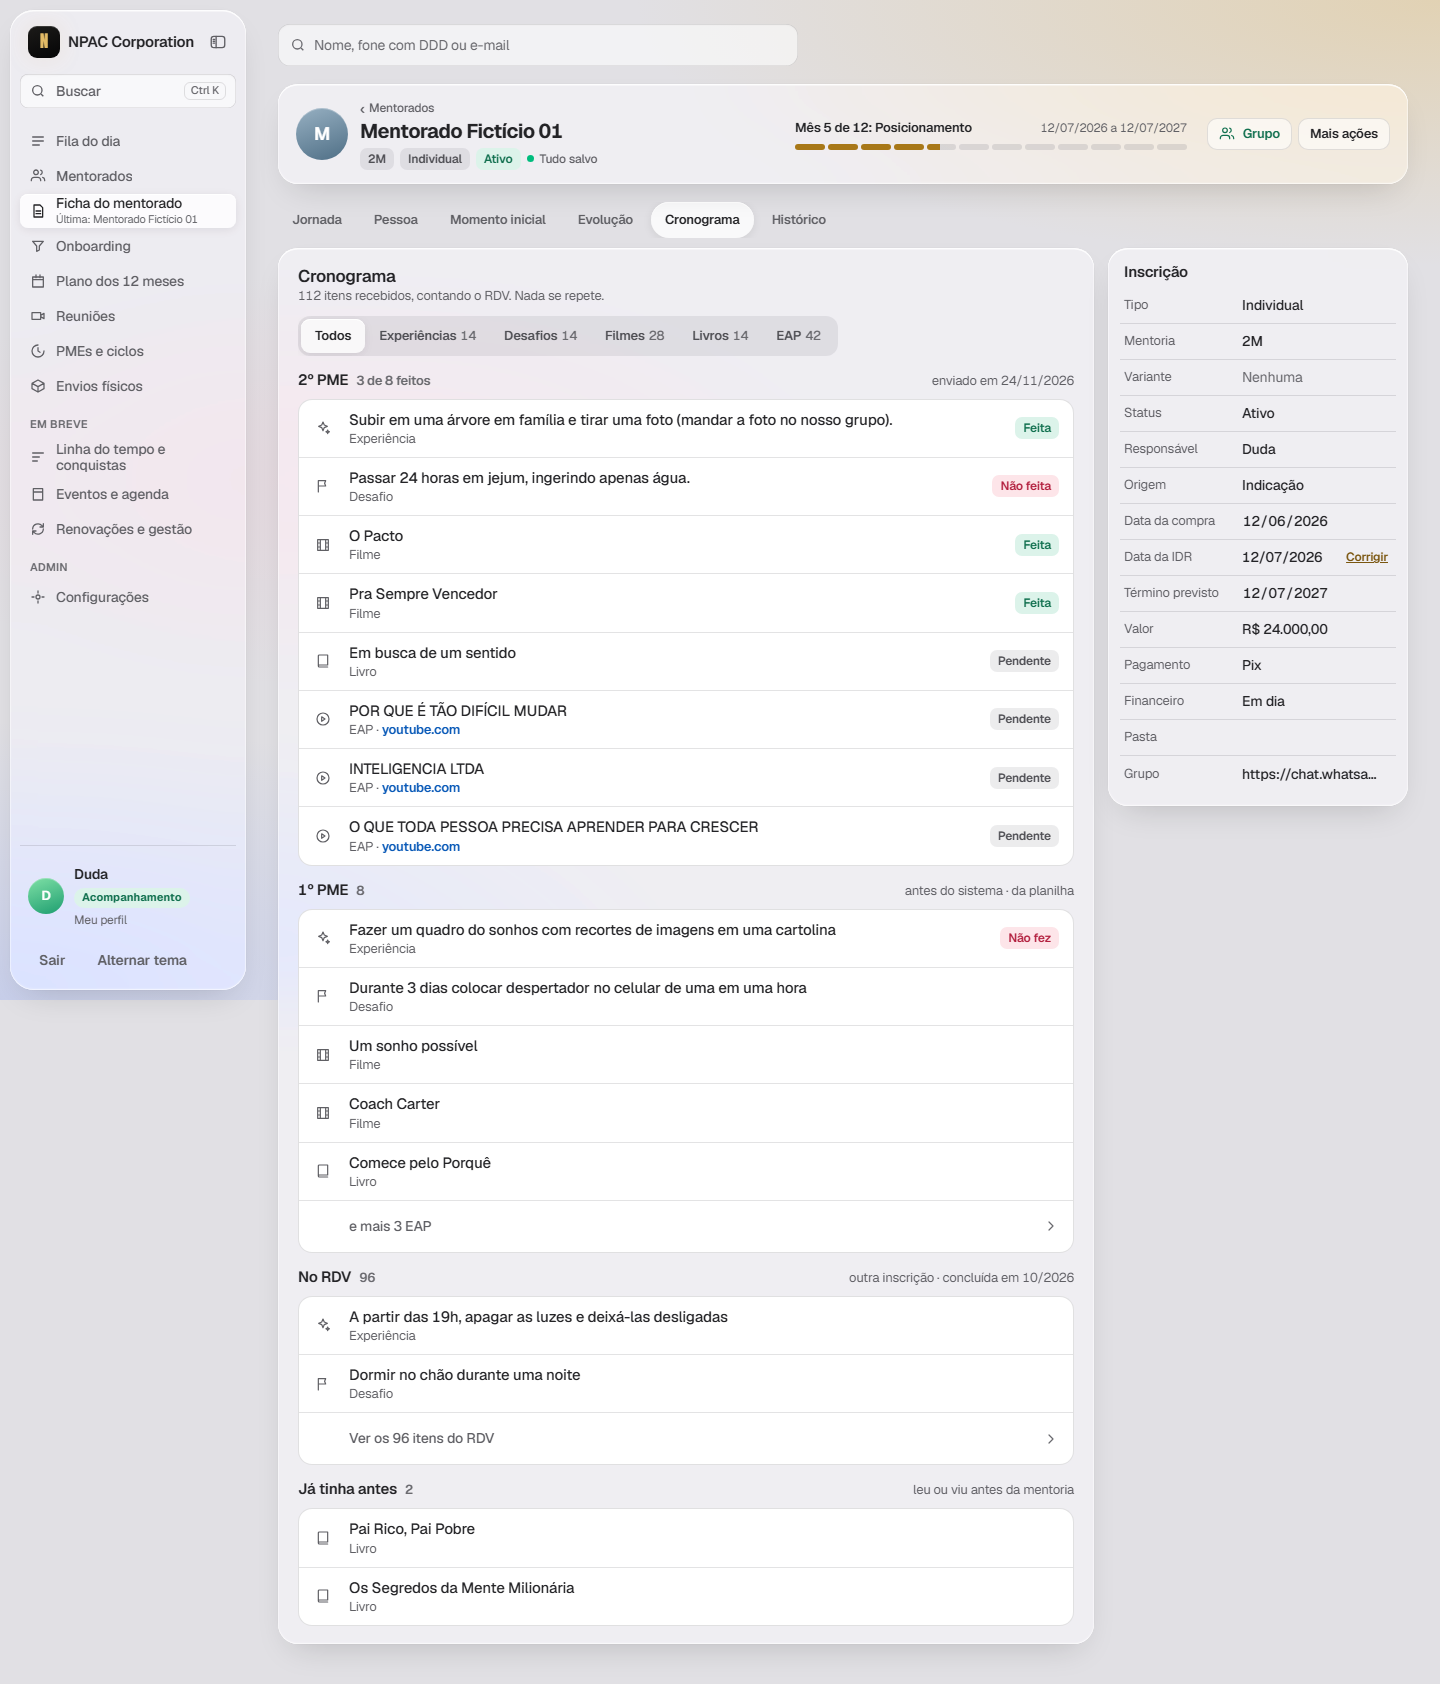 N
NPAC Corporation
Buscar
Ctrl K
Fila do dia
Mentorados
Ficha do mentorado
Última: Mentorado Fictício 01
Onboarding
Plano dos 12 meses
Reuniões
PMEs e ciclos
Envios físicos
EM BREVE
Linha do tempo e
conquistas
Eventos e agenda
Renovações e gestão
ADMIN
Configurações
D
Duda
Acompanhamento
Meu perfil
Sair
Alternar tema
Nome, fone com DDD ou e-mail
M
‹ Mentorados
Mentorado Fictício 01
2M
Individual
Ativo
Tudo salvo
Mês 5 de 12: Posicionamento
12/07/2026 a 12/07/2027
Grupo
Mais ações
Jornada
Pessoa
Momento inicial
Evolução
Cronograma
Histórico
Cronograma
112 itens recebidos, contando o RDV. Nada se repete.
Todos
Experiências 14
Desafios 14
Filmes 28
Livros 14
EAP 42
2º PME 3 de 8 feitos
enviado em 24/11/2026
Subir em uma árvore em família e tirar uma foto (mandar a foto no nosso grupo).
Experiência
Feita
Passar 24 horas em jejum, ingerindo apenas água.
Desafio
Não feita
O Pacto
Filme
Feita
Pra Sempre Vencedor
Filme
Feita
Em busca de um sentido
Livro
Pendente
POR QUE É TÃO DIFÍCIL MUDAR
EAP · youtube.com
Pendente
INTELIGENCIA LTDA
EAP · youtube.com
Pendente
O QUE TODA PESSOA PRECISA APRENDER PARA CRESCER
EAP · youtube.com
Pendente
1º PME 8
antes do sistema · da planilha
Fazer um quadro do sonhos com recortes de imagens em uma cartolina
Experiência
Não fez
Durante 3 dias colocar despertador no celular de uma em uma hora
Desafio
Um sonho possível
Filme
Coach Carter
Filme
Comece pelo Porquê
Livro
e mais 3 EAP
No RDV 96
outra inscrição · concluída em 10/2026
A partir das 19h, apagar as luzes e deixá-las desligadas
Experiência
Dormir no chão durante uma noite
Desafio
Ver os 96 itens do RDV
Já tinha antes 2
leu ou viu antes da mentoria
Pai Rico, Pai Pobre
Livro
Os Segredos da Mente Milionária
Livro
Inscrição
Tipo Individual
Mentoria 2M
Variante Nenhuma
Status Ativo
Responsável Duda
Origem Indicação
Data da compra 12/06/2026
Data da IDR 12/07/2026 Corrigir
Término previsto 12/07/2027
Valor R$ 24.000,00
Pagamento Pix
Financeiro Em dia
Pasta
Grupo https://chat.whatsa...